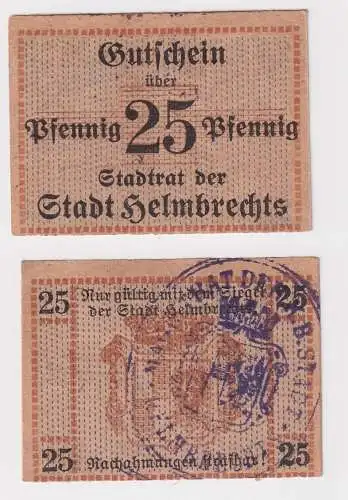 Gutschein
über
Pfennig 25 Pfennig
Stadtrat der
Stadt Helmbrechts
25 Nur gültig mit dem Siegel 25
der Stadt Helmbrechts
25 Nachahmungen strafbar! 25